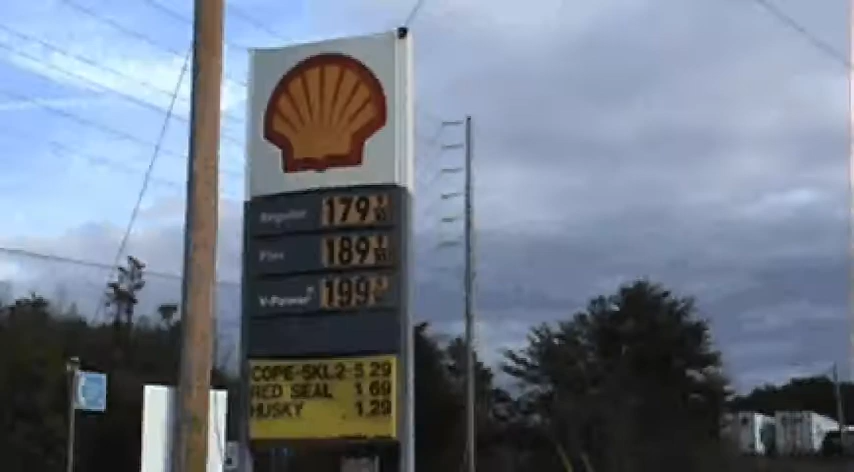 Regular 179 9/10
Plus 189 9/10
V-Power 199 9/10
COPE-SKL 2-5.29
RED SEAL 1 69
HUSKY 1.29